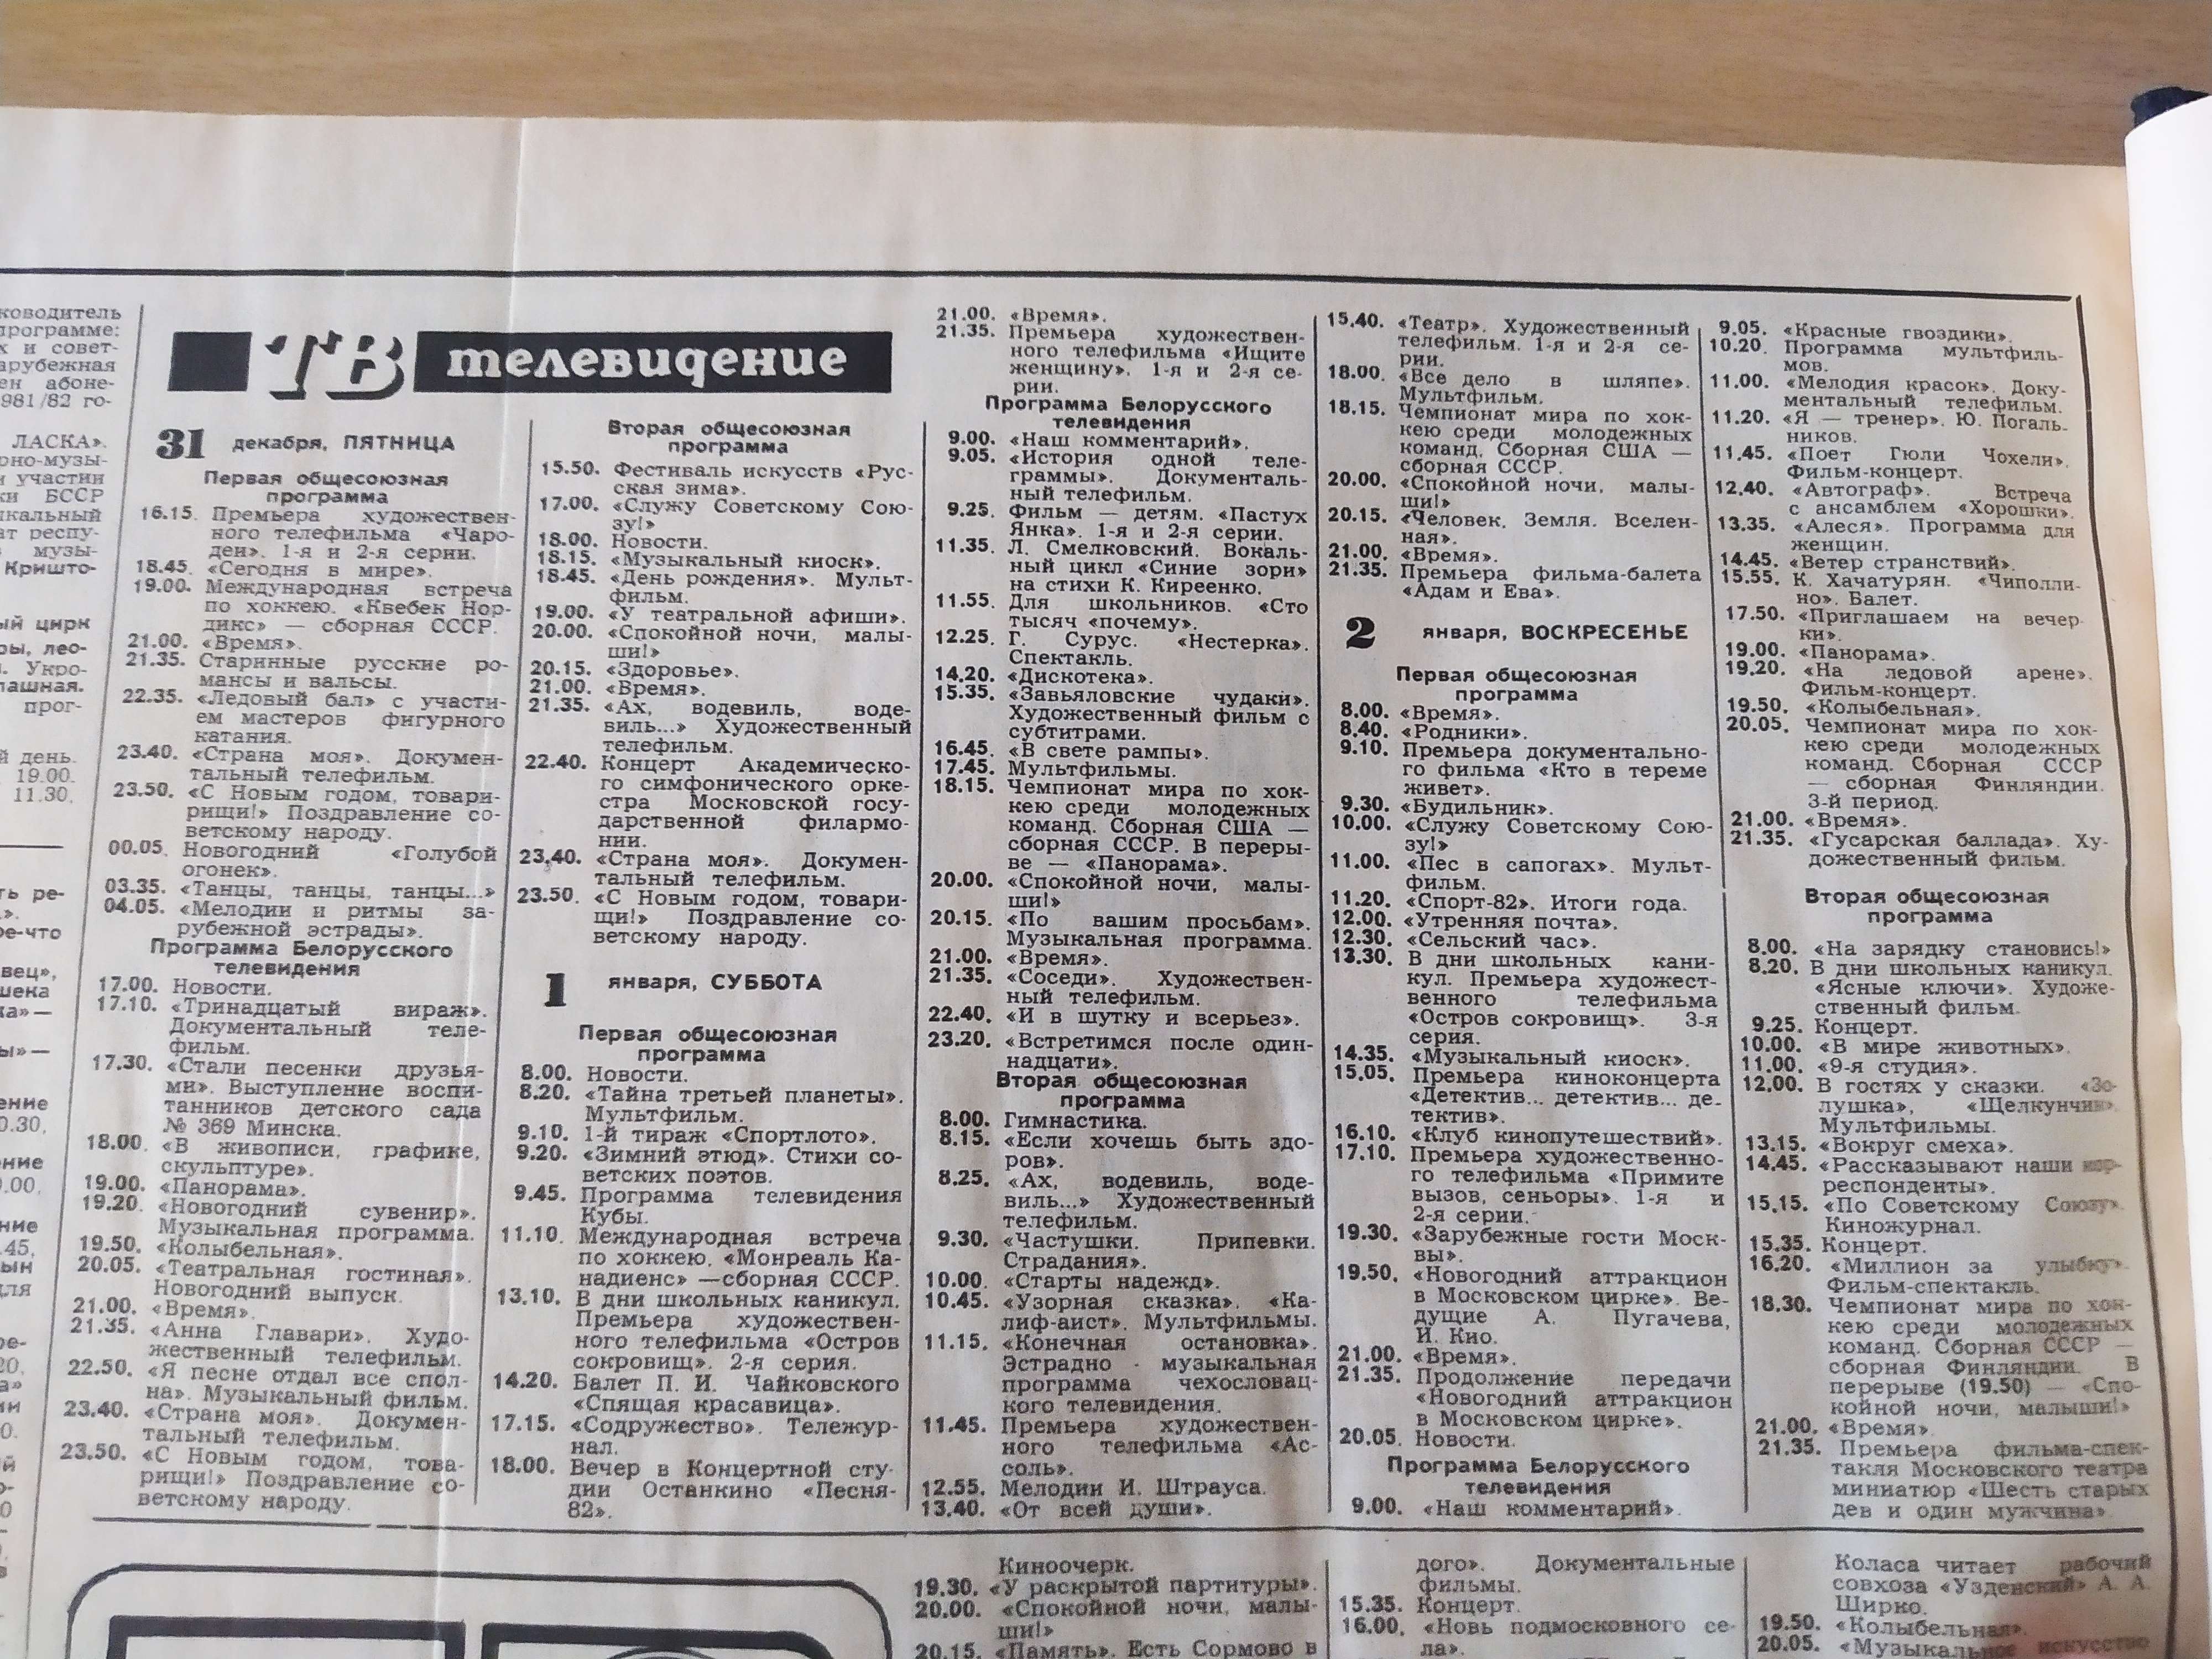 ководитель
программе:
х и совет-
арубежная
ен абоне-
981/82 го-
ЛАСКА».
рно-музы-
и участии
ки БССР
ыкальный
ат респу-
музы-
Кришто-
ый цирк
ры, лео-
. Укро-
машная.
прог-
й день.
19.00.
11.30,
ТВ телевидение
31 декабря, ПЯТНИЦА
Первая общесоюзная
программа
16.15. Премьера художествен-
ного телефильма «Чаро-
деи». 1-я и 2-я серии.
18.45. «Сегодня в мире».
19.00. Международная встреча
по хоккею. «Квебек Нор-
дикс» — сборная СССР.
21.00. «Время».
21.35. Старинные русские ро-
мансы и вальсы.
22.35. «Ледовый бал» с участи-
ем мастеров фигурного
катания.
23.40. «Страна моя». Докумен-
тальный телефильм.
23.50. «С Новым годом, товари-
рищи!» Поздравление со-
ветскому народу.
00.05. Новогодний «Голубой
огонек».
03.35. «Танцы, танцы, танцы...»
04.05. «Мелодии и ритмы за-
рубежной эстрады».
Программа Белорусского
телевидения
17.00. Новости.
17.10. «Тринадцатый вираж».
Документальный теле-
фильм.
17.30. «Стали песенки друзья-
ми». Выступление воспи-
танников детского сада
№ 369 Минска.
18.00. «В живописи, графике,
скульптуре».
19.00. «Панорама».
19.20. «Новогодний сувенир».
Музыкальная программа.
19.50. «Колыбельная».
20.05. «Театральная гостиная».
Новогодний выпуск.
21.00. «Время».
21.35. «Анна Главари». Худо-
жественный телефильм.
22.50. «Я песне отдал все спол-
на». Музыкальный фильм.
23.40. «Страна моя». Докумен-
тальный телефильм.
23.50. «С Новым годом, това-
рищи!» Поздравление со-
ветскому народу.
Вторая общесоюзная
программа
15.50. Фестиваль искусств «Рус-
ская зима».
17.00. «Служу Советскому Сою-
зу!»
18.00. Новости.
18.15. «Музыкальный киоск».
18.45. «День рождения». Мульт-
фильм.
19.00. «У театральной афиши».
20.00. «Спокойной ночи, малы-
ши!»
20.15. «Здоровье».
21.00. «Время».
21.35. «Ах, водевиль, воде-
виль...» Художественный
телефильм.
22.40. Концерт Академическо-
го симфонического орке-
стра Московской госу-
дарственной филармо-
нии.
23.40. «Страна моя». Докумен-
тальный телефильм.
23.50. «С Новым годом, товари-
щи!» Поздравление со-
ветскому народу.
1 января, СУББОТА
Первая общесоюзная
программа
8.00. Новости.
8.20. «Тайна третьей планеты».
Мультфильм.
9.10. 1-й тираж «Спортлото».
9.20. «Зимний этюд». Стихи со-
ветских поэтов.
9.45. Программа телевидения
Кубы.
11.10. Международная встреча
по хоккею. «Монреаль Ка-
надиенс» —сборная СССР.
13.10. В дни школьных каникул.
Премьера художествен-
ного телефильма «Остров
сокровищ». 2-я серия.
14.20. Балет П. И. Чайковского
«Спящая красавица».
17.15. «Содружество». Тележур-
нал.
18.00. Вечер в Концертной сту-
дии Останкино «Песня-
82».
21.00. «Время».
21.35. Премьера художествен-
ного телефильма «Ищите
женщину». 1-я и 2-я се-
рии.
Программа Белорусского
телевидения
9.00. «Наш комментарий».
9.05. «История одной теле-
граммы». Документаль-
ный телефильм.
9.25. Фильм — детям. «Пастух
Янка». 1-я и 2-я серии.
11.35. Л. Смелковский. Вокаль-
ный цикл «Синие зори»
на стихи К. Киреенко.
11.55. Для школьников. «Сто
тысяч «почему».
12.25. Г. Сурус. «Нестерка».
Спектакль.
14.20. «Дискотека».
15.35. «Завьяловские чудаки».
Художественный фильм с
субтитрами.
16.45. «В свете рампы».
17.45. Мультфильмы.
18.15. Чемпионат мира по хок-
кею среди молодежных
команд. Сборная США —
сборная СССР. В переры-
ве — «Панорама».
20.00. «Спокойной ночи, малы-
ши!»
20.15. «По вашим просьбам».
Музыкальная программа.
21.00. «Время».
21.35. «Соседи». Художествен-
ный телефильм.
22.40. «И в шутку и всерьез».
23.20. «Встретимся после один-
надцати».
Вторая общесоюзная
программа
8.00. Гимнастика.
8.15. «Если хочешь быть здо-
ров».
8.25. «Ах, водевиль, воде-
виль...» Художественный
телефильм.
9.30. «Частушки. Припевки.
Страдания».
10.00. «Старты надежд».
10.45. «Узорная сказка». «Ка-
лиф-аист». Мультфильмы.
11.15. «Конечная остановка».
Эстрадно - музыкальная
программа чехословац-
кого телевидения.
11.45. Премьера художествен-
ного телефильма «Ас-
соль».
12.55. Мелодии И. Штрауса.
13.40. «От всей души».
15.40. «Театр». Художественный
телефильм. 1-я и 2-я се-
рии.
18.00. «Все дело в шляпе».
Мультфильм.
18.15. Чемпионат мира по хок-
кею среди молодежных
команд. Сборная США —
сборная СССР.
20.00. «Спокойной ночи, малы-
ши!»
20.15. «Человек. Земля. Вселен-
ная».
21.00. «Время».
21.35. Премьера фильма-балета
«Адам и Ева».
2 января, ВОСКРЕСЕНЬЕ
Первая общесоюзная
программа
8.00. «Время».
8.40. «Родники».
9.10. Премьера документально-
го фильма «Кто в тереме
живет».
9.30. «Будильник».
10.00. «Служу Советскому Сою-
зу!»
11.00. «Пес в сапогах». Мульт-
фильм.
11.20. «Спорт-82». Итоги года.
12.00. «Утренняя почта».
12.30. «Сельский час».
13.30. В дни школьных кани-
кул. Премьера художест-
венного телефильма
«Остров сокровищ». 3-я
серия.
14.35. «Музыкальный киоск».
15.05. Премьера киноконцерта
«Детектив... детектив... де-
тектив».
16.10. «Клуб кинопутешествий».
17.10. Премьера художественно-
го телефильма «Примите
вызов, сеньоры». 1-я и
2-я серии.
19.30. «Зарубежные гости Моск-
вы».
19.50. «Новогодний аттракцион
в Московском цирке». Ве-
дущие А. Пугачева,
И. Кио.
21.00. «Время».
21.35. Продолжение передачи
«Новогодний аттракцион
в Московском цирке».
20.05. Новости.
Программа Белорусского
телевидения
9.00. «Наш комментарий».
9.05. «Красные гвоздики».
10.20. Программа мультфиль-
мов.
11.00. «Мелодия красок». Доку-
ментальный телефильм.
11.20. «Я — тренер». Ю. Погаль-
ников.
11.45. «Поет Гюли Чохели».
Фильм-концерт.
12.40. «Автограф». Встреча
с ансамблем «Хорошки».
13.35. «Алеся». Программа для
женщин.
14.45. «Ветер странствий».
15.55. К. Хачатурян. «Чиполли-
но». Балет.
17.50. «Приглашаем на вечер-
ки».
19.00. «Панорама».
19.20. «На ледовой арене».
Фильм-концерт.
19.50. «Колыбельная».
20.05. Чемпионат мира по хок-
кею среди молодежных
команд. Сборная СССР
— сборная Финляндии.
3-й период.
21.00. «Время».
21.35. «Гусарская баллада». Ху-
дожественный фильм.
Вторая общесоюзная
программа
8.00. «На зарядку становись!»
8.20. В дни школьных каникул.
«Ясные ключи». Художе-
ственный фильм.
9.25. Концерт.
10.00. «В мире животных».
11.00. «9-я студия».
12.00. В гостях у сказки. «Зо-
лушка», «Щелкунчик».
Мультфильмы.
13.15. «Вокруг смеха».
14.45. «Рассказывают наши кор-
респонденты».
15.15. «По Советскому Союзу».
Киножурнал.
15.35. Концерт.
16.20. «Миллион за улыбку».
Фильм-спектакль.
18.30. Чемпионат мира по хок-
кею среди молодежных
команд. Сборная СССР —
сборная Финляндии. В
перерыве (19.50) — «Спо-
койной ночи, малыши!»
21.00. «Время».
21.35. Премьера фильма-спек-
такля Московского театра
миниатюр «Шесть старых
дев и один мужчина».
Киноочерк.
19.30. «У раскрытой партитуры».
20.00. «Спокойной ночи, малы-
ши!»
20.15. «Память». Есть Сормово в
дого». Документальные
фильмы.
15.35. Концерт.
16.00. «Новь подмосковного се-
ла».
Коласа читает рабочий
совхоза «Узденский» А. А.
Ширко.
19.50. «Колыбельная».
20.05. «Музыкальное искусство